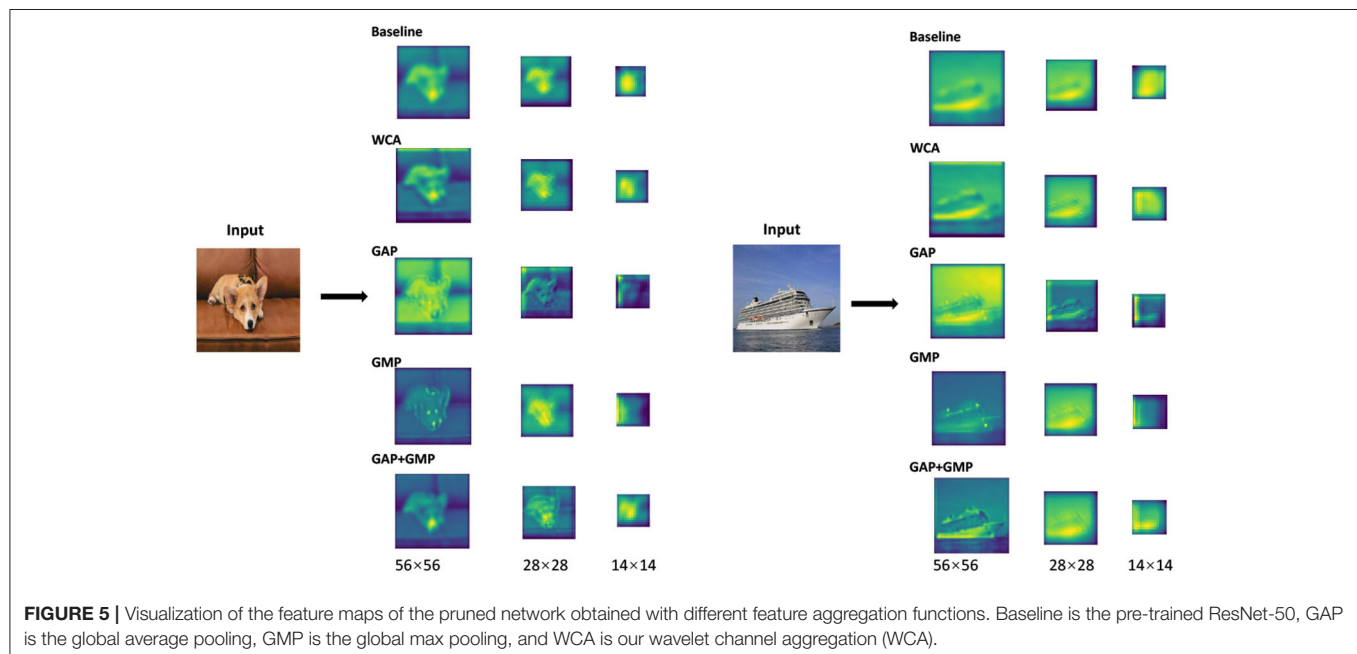 Baseline
WCA
Input
GAP
GMP
GAP+GMP
56×56 28×28 14×14
Baseline
WCA
Input
GAP
GMP
GAP+GMP
56×56 28×28 14×14
FIGURE 5 | Visualization of the feature maps of the pruned network obtained with different feature aggregation functions. Baseline is the pre-trained ResNet-50, GAP
is the global average pooling, GMP is the global max pooling, and WCA is our wavelet channel aggregation (WCA).